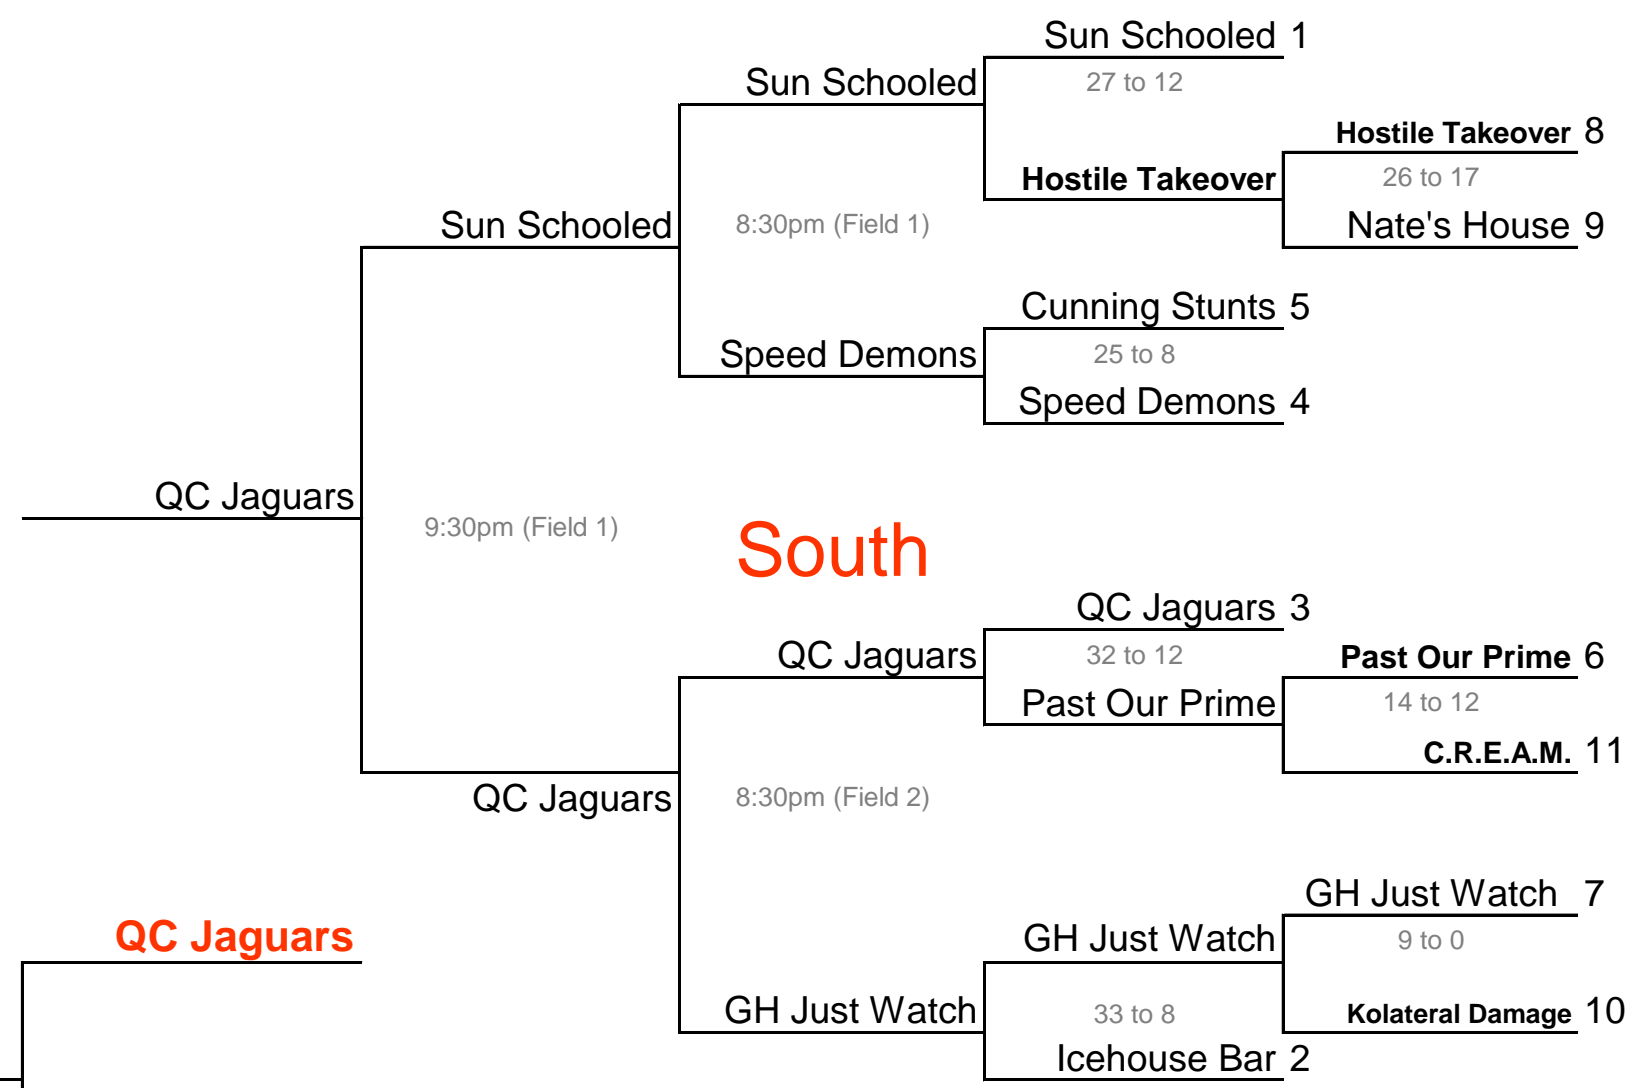 Sun Schooled 1
Sun Schooled
27 to 12
Hostile Takeover 8
Hostile Takeover
26 to 17
Sun Schooled
8:30pm (Field 1)
Nate's House 9
Cunning Stunts 5
Speed Demons
25 to 8
Speed Demons 4
QC Jaguars
9:30pm (Field 1)
South
QC Jaguars 3
QC Jaguars
32 to 12
Past Our Prime 6
Past Our Prime
14 to 12
C.R.E.A.M. 11
QC Jaguars
8:30pm (Field 2)
GH Just Watch 7
QC Jaguars
GH Just Watch
9 to 0
GH Just Watch
33 to 8
Kolateral Damage 10
Icehouse Bar 2